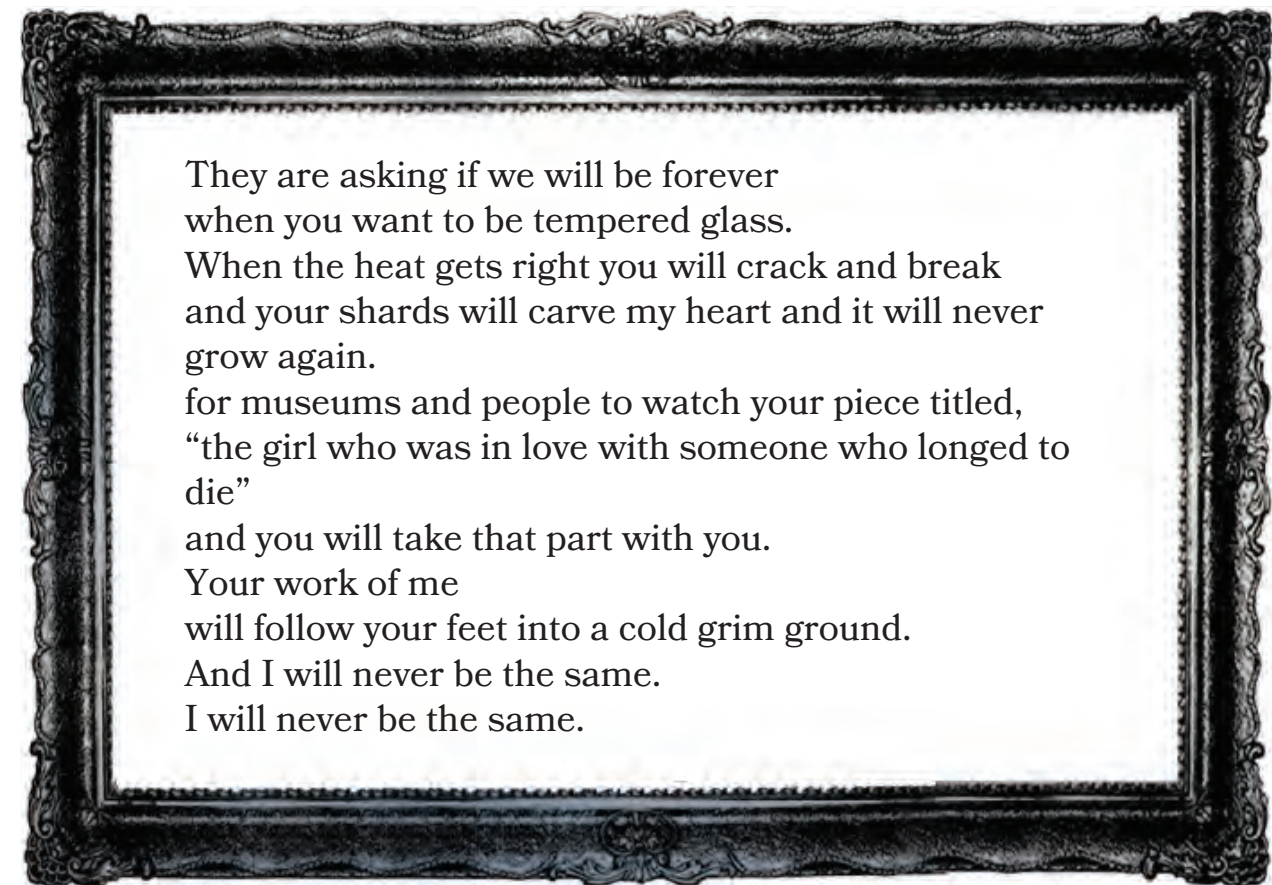 They are asking if we will be forever
when you want to be tempered glass.
When the heat gets right you will crack and break
and your shards will carve my heart and it will never
grow again.
for museums and people to watch your piece titled,
“the girl who was in love with someone who longed to
die”
and you will take that part with you.
Your work of me
will follow your feet into a cold grim ground.
And I will never be the same.
I will never be the same.